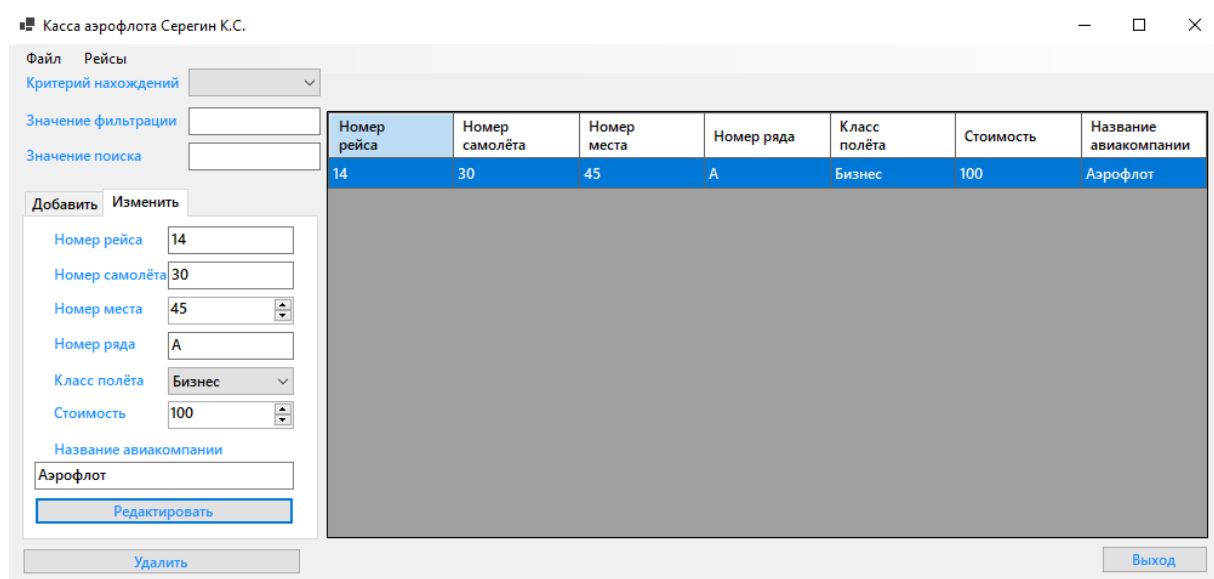 Касса аэрофлота Серегин К.С.
Файл Рейсы
Критерий нахождений
Значение фильтрации
Значение поиска
Добавить Изменить
Номер рейса 14
Номер самолёта 30
Номер места 45
Номер ряда А
Класс полёта Бизнес
Стоимость 100
Название авиакомпании
Аэрофлот
Редактировать
Удалить
Номер рейса Номер самолёта Номер места Номер ряда Класс полёта Стоимость Название авиакомпании
14 30 45 А Бизнес 100 Аэрофлот
Выход